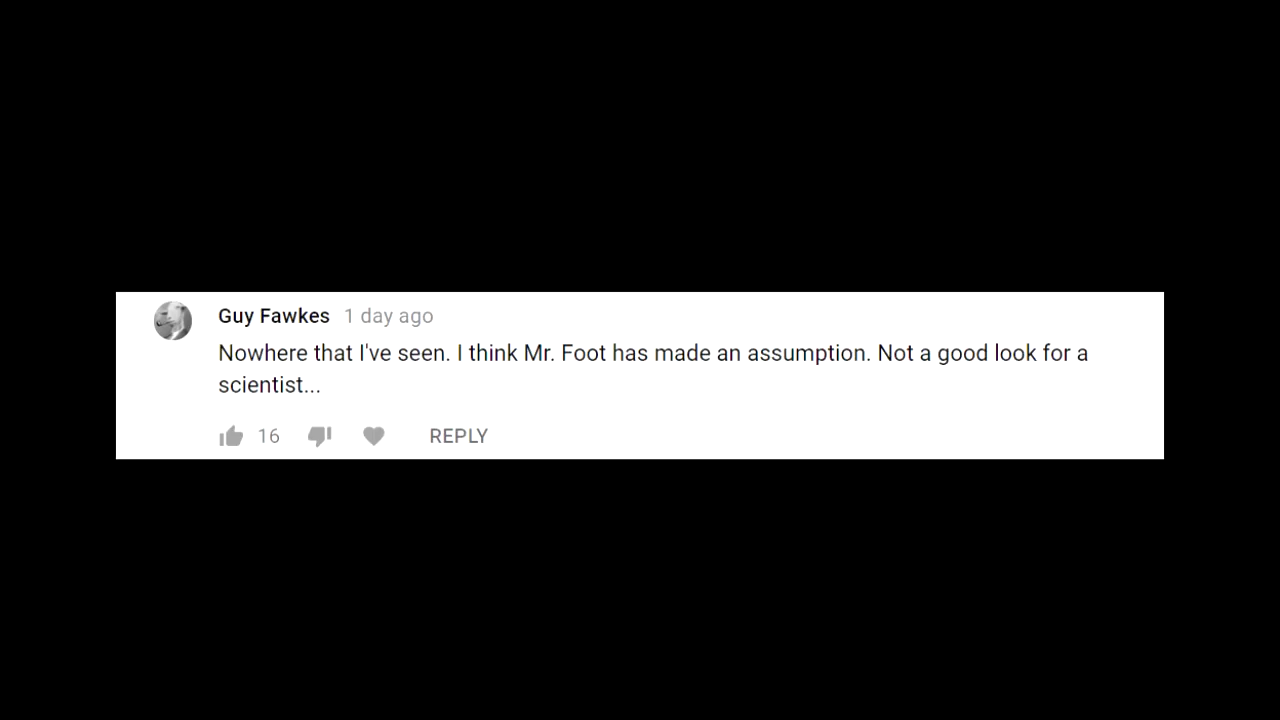 Guy Fawkes 1 day ago
Nowhere that I've seen. I think Mr. Foot has made an assumption. Not a good look for a
scientist...
16 REPLY